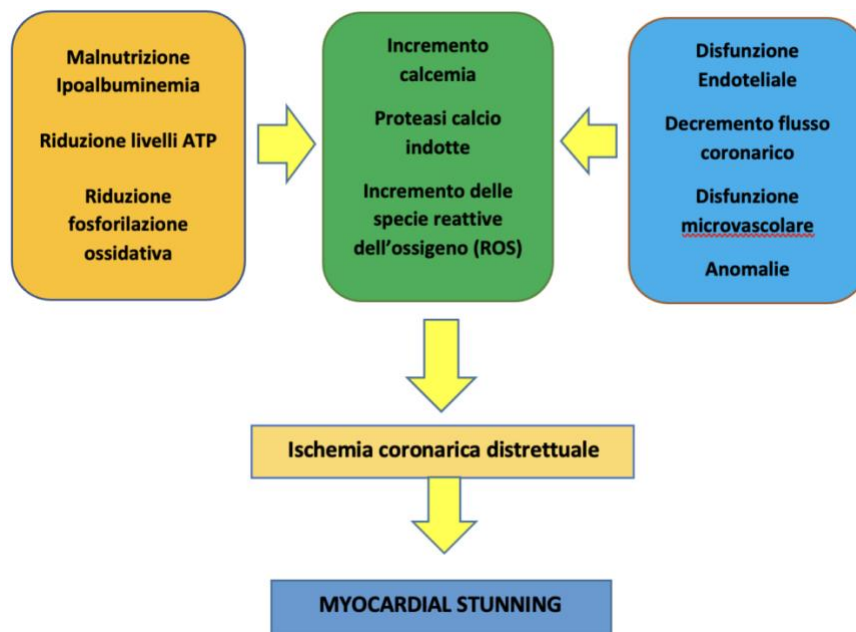 Malnutrizione
Ipoalbuminemia
Riduzione livelli ATP
Riduzione
fosforilazione
ossidativa
Incremento
calcemia
Proteasi calcio
indotte
Incremento delle
specie reattive
dell'ossigeno (ROS)
Disfunzione
Endoteliale
Decremento flusso
coronarico
Disfunzione
microvascolare
Anomalie
Ischemia coronarica distrettuale
MYOCARDIAL STUNNING